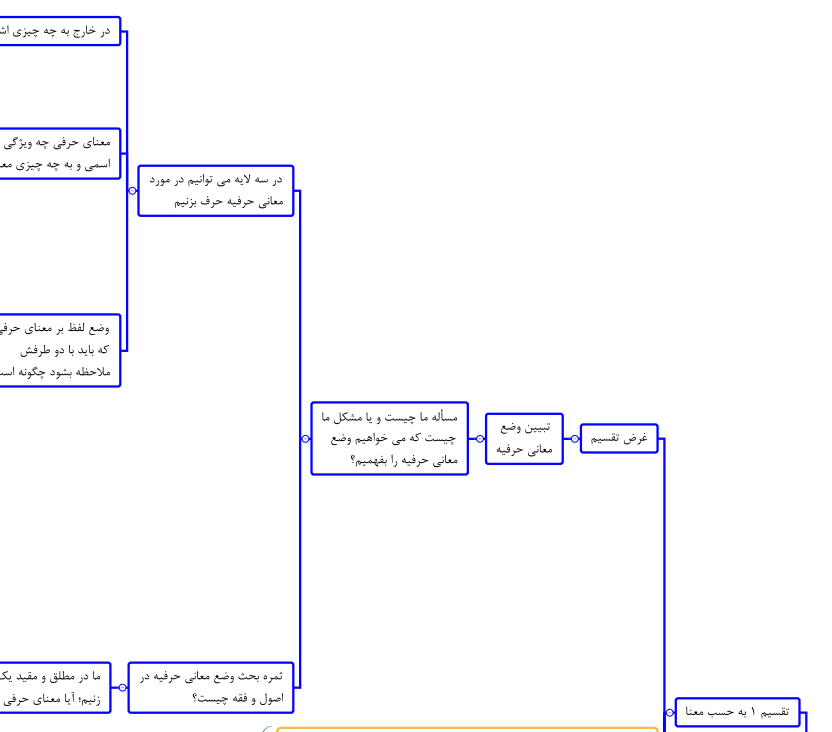 تقسیم ۱ به حسب معنا
غرض تقسیم
تبیین وضع
معانی حرفیه
مسأله ما چیست و یا مشکل ما
چیست که می خواهیم وضع
معانی حرفیه را بفهمیم؟
در سه لایه می توانیم در مورد
معانی حرفیه حرف بزنیم
در خارج به چه چیزی
معنای حرفی چه ویژگی
اسمی و به چه چیزی
وضع لفظ بر معنای
که باید با دو طرفش
ملاحظه بشود چگونه
ثمره بحث وضع معانی حرفیه در
اصول و فقه چیست؟
ما در مطلق و مقید یک
زنیم؛ آیا معنای حرفی